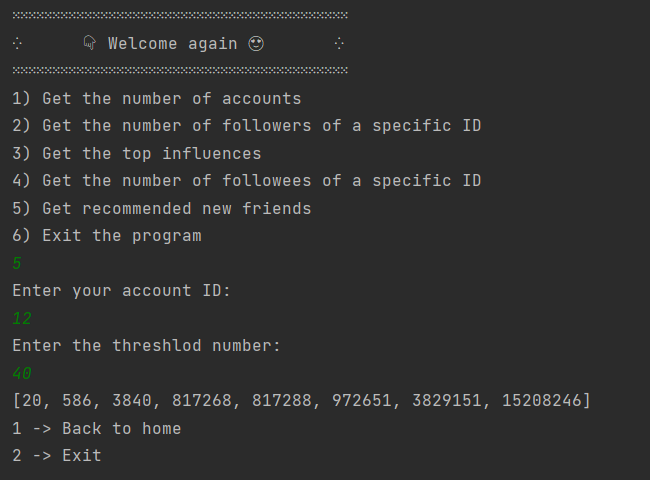 Welcome again
1) Get the number of accounts
2) Get the number of followers of a specific ID
3) Get the top influences
4) Get the number of followees of a specific ID
5) Get recommended new friends
6) Exit the program
5
Enter your account ID:
12
Enter the threshlod number:
40
[20, 586, 3840, 817268, 817288, 972651, 3829151, 15208246]
1 -> Back to home
2 -> Exit